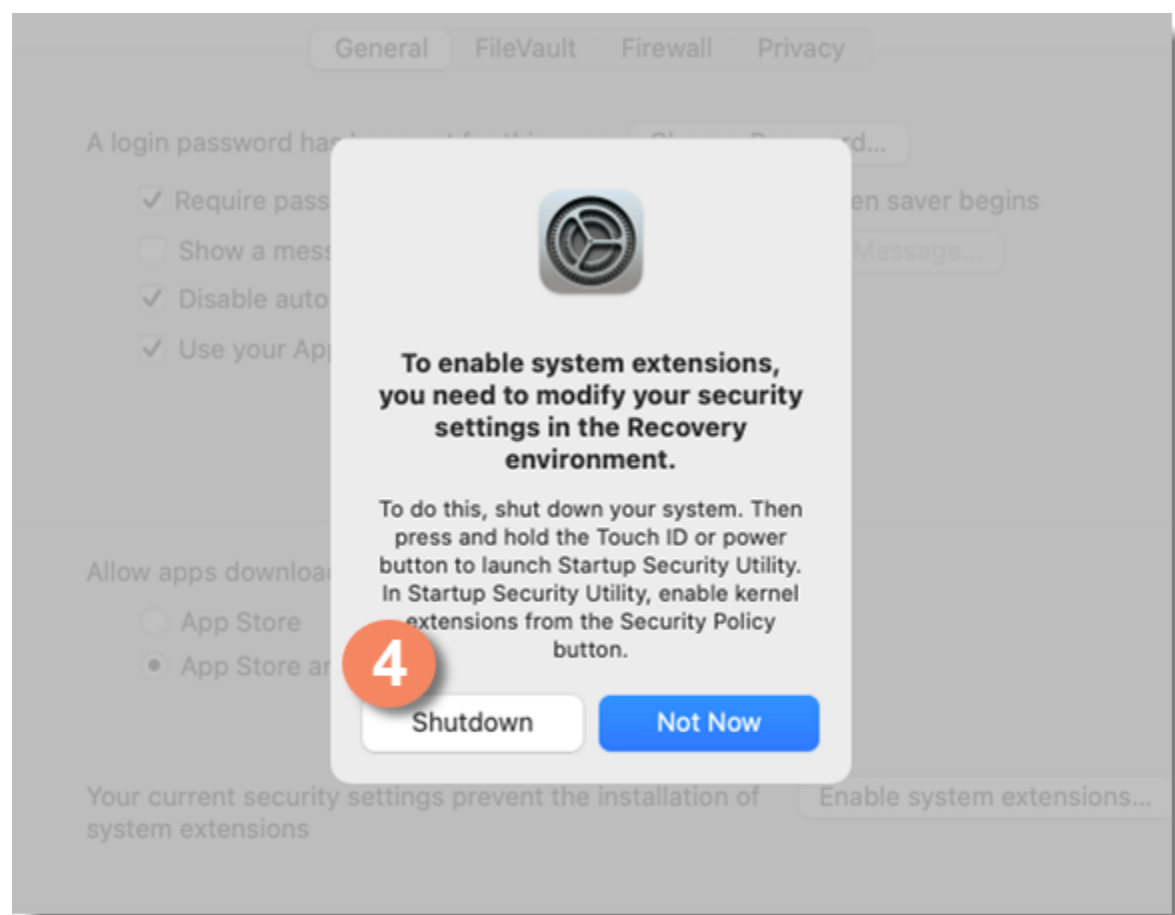 General FileVault Firewall Privacy
A login password has
Require pass en saver begins
Show a mess Message...
Disable auto
Use your App
To enable system extensions,
you need to modify your security
settings in the Recovery
environment.
To do this, shut down your system. Then
press and hold the Touch ID or power
button to launch Startup Security Utility.
In Startup Security Utility, enable kernel
extensions from the Security Policy
button.
Allow apps downloa
App Store
App Store an
4
Shutdown Not Now
Your current security settings prevent the installation of Enable system extensions...
system extensions